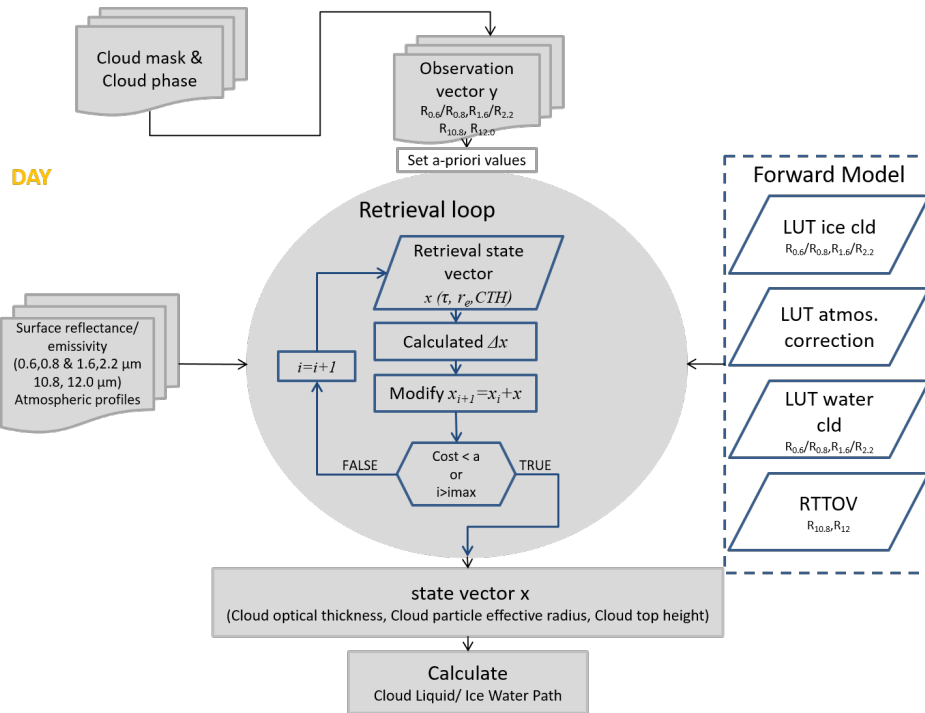 Cloud mask &
Cloud phase
Observation
vector y
R0.6/R0.8,R1.6/R2.2
R10.8, R12.0
Set a-priori values
DAY
Forward Model
LUT ice cld
R0.6/R0.8,R1.6/R2.2
LUT atmos.
correction
LUT water
cld
R0.6/R0.8,R1.6/R2.2
RTTOV
R10.8,R12
Retrieval loop
Retrieval state
vector
x (τ, re,CTH)
Calculated Δx
i=i+1
Modify xi+1=xi+x
Cost < a
or
i>imax
FALSE
TRUE
Surface reflectance/
emissivity
(0.6,0.8 & 1.6,2.2 μm
10.8, 12.0 μm)
Atmospheric profiles
state vector x
(Cloud optical thickness, Cloud particle effective radius, Cloud top height)
Calculate
Cloud Liquid/ Ice Water Path